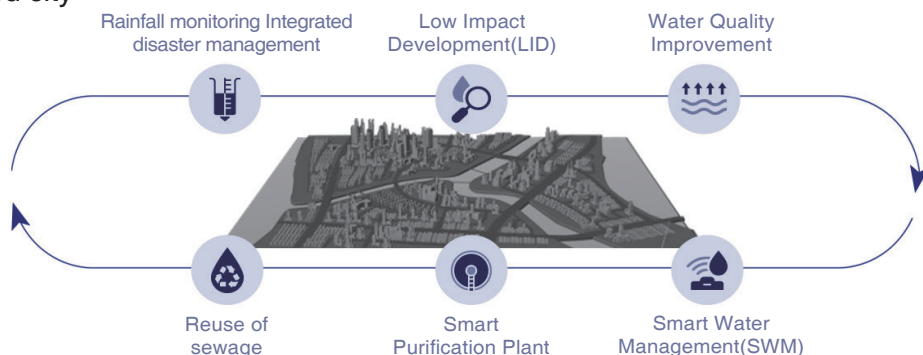 city
Rainfall monitoring Integrated
disaster management
Low Impact
Development(LID)
Water Quality
Improvement
Reuse of
sewage
Smart
Purification Plant
Smart Water
Management(SWM)